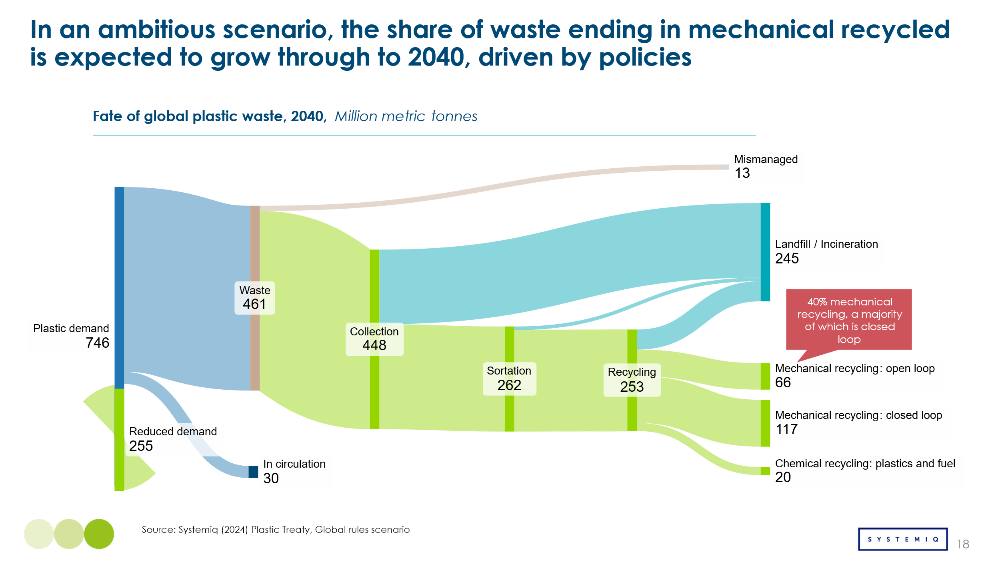 In an ambitious scenario, the share of waste ending in mechanical recycled
is expected to grow through to 2040, driven by policies
Fate of global plastic waste, 2040, Million metric tonnes
Mismanaged
13
Landfill / Incineration
245
40% mechanical
recycling, a majority
of which is closed
loop
Waste
461
Plastic demand
746
Collection
448
Sortation
262
Recycling
253
Mechanical recycling: open loop
66
Mechanical recycling: closed loop
117
Reduced demand
255
In circulation
30
Chemical recycling: plastics and fuel
20
Source: Systemiq (2024) Plastic Treaty, Global rules scenario
SYSTEMIQ
18